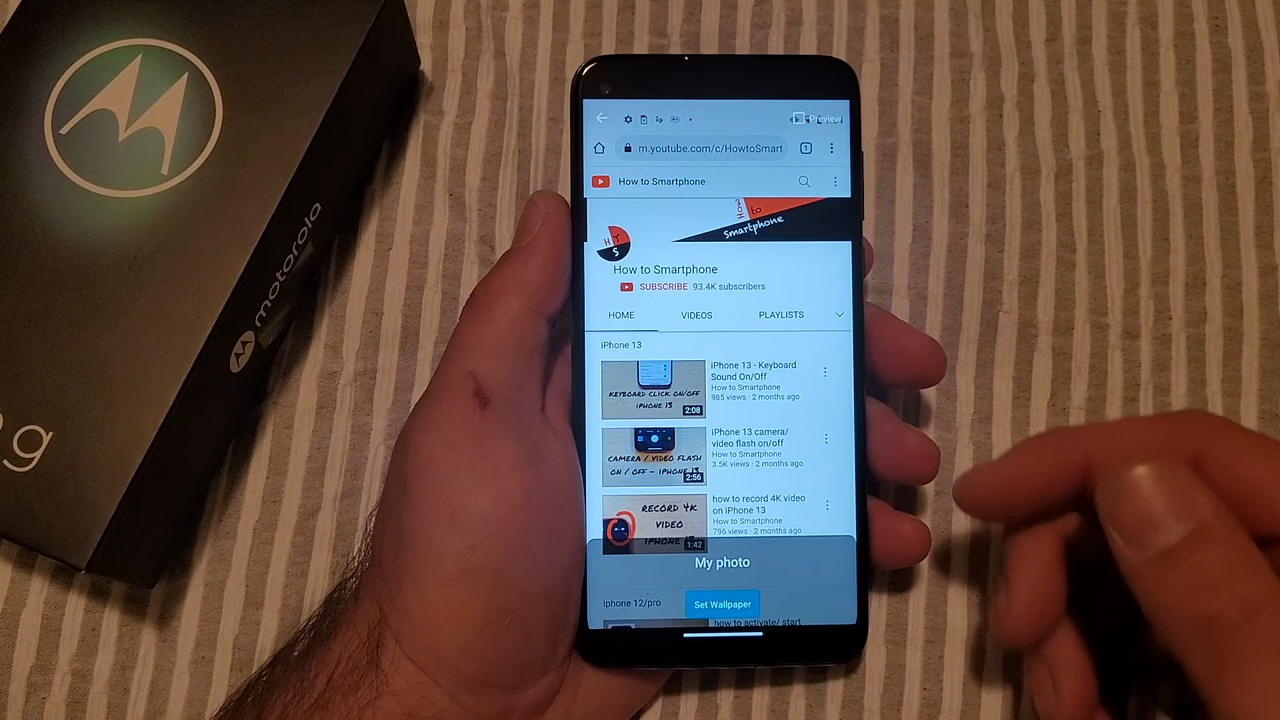 motorola
g
Preview
m.youtube.com/c/HowtoSmart
1
How to Smartphone
How
to
Smartphone
H T
S
How to Smartphone
SUBSCRIBE 93.4K subscribers
HOME VIDEOS PLAYLISTS
iPhone 13
KEYBOARD CLICK ON/OFF
iPHONE 13
2:08
iPhone 13 - Keyboard
Sound On/Off
How to Smartphone
985 views · 2 months ago
CAMERA / VIDEO FLASH
ON / OFF - iPHONE 13
2:56
iPhone 13 camera/
video flash on/off
How to Smartphone
3.5K views · 2 months ago
RECORD 4K
VIDEO
IPHONE
1:42
how to record 4K video
on iPhone 13
How to Smartphone
796 views · 2 months ago
My photo
iphone 12/pro
Set Wallpaper
how to activate/ start